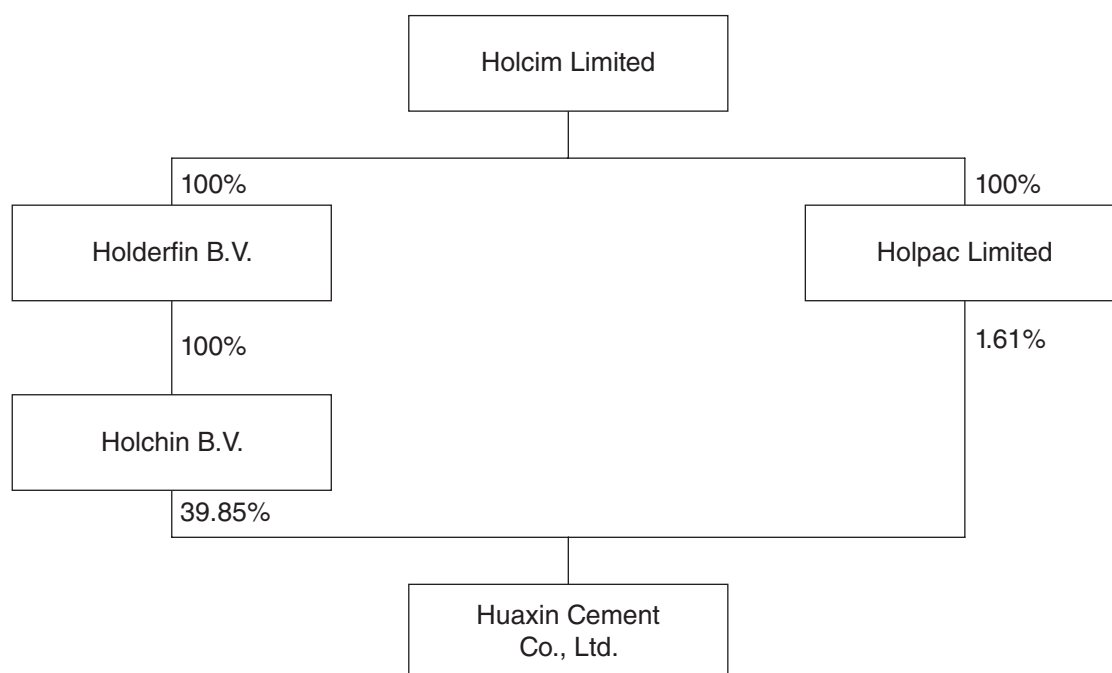 Holcim Limited
100%
100%
Holderfin B.V.
Holpac Limited
100%
1.61%
Holchin B.V.
39.85%
Huaxin Cement
Co., Ltd.